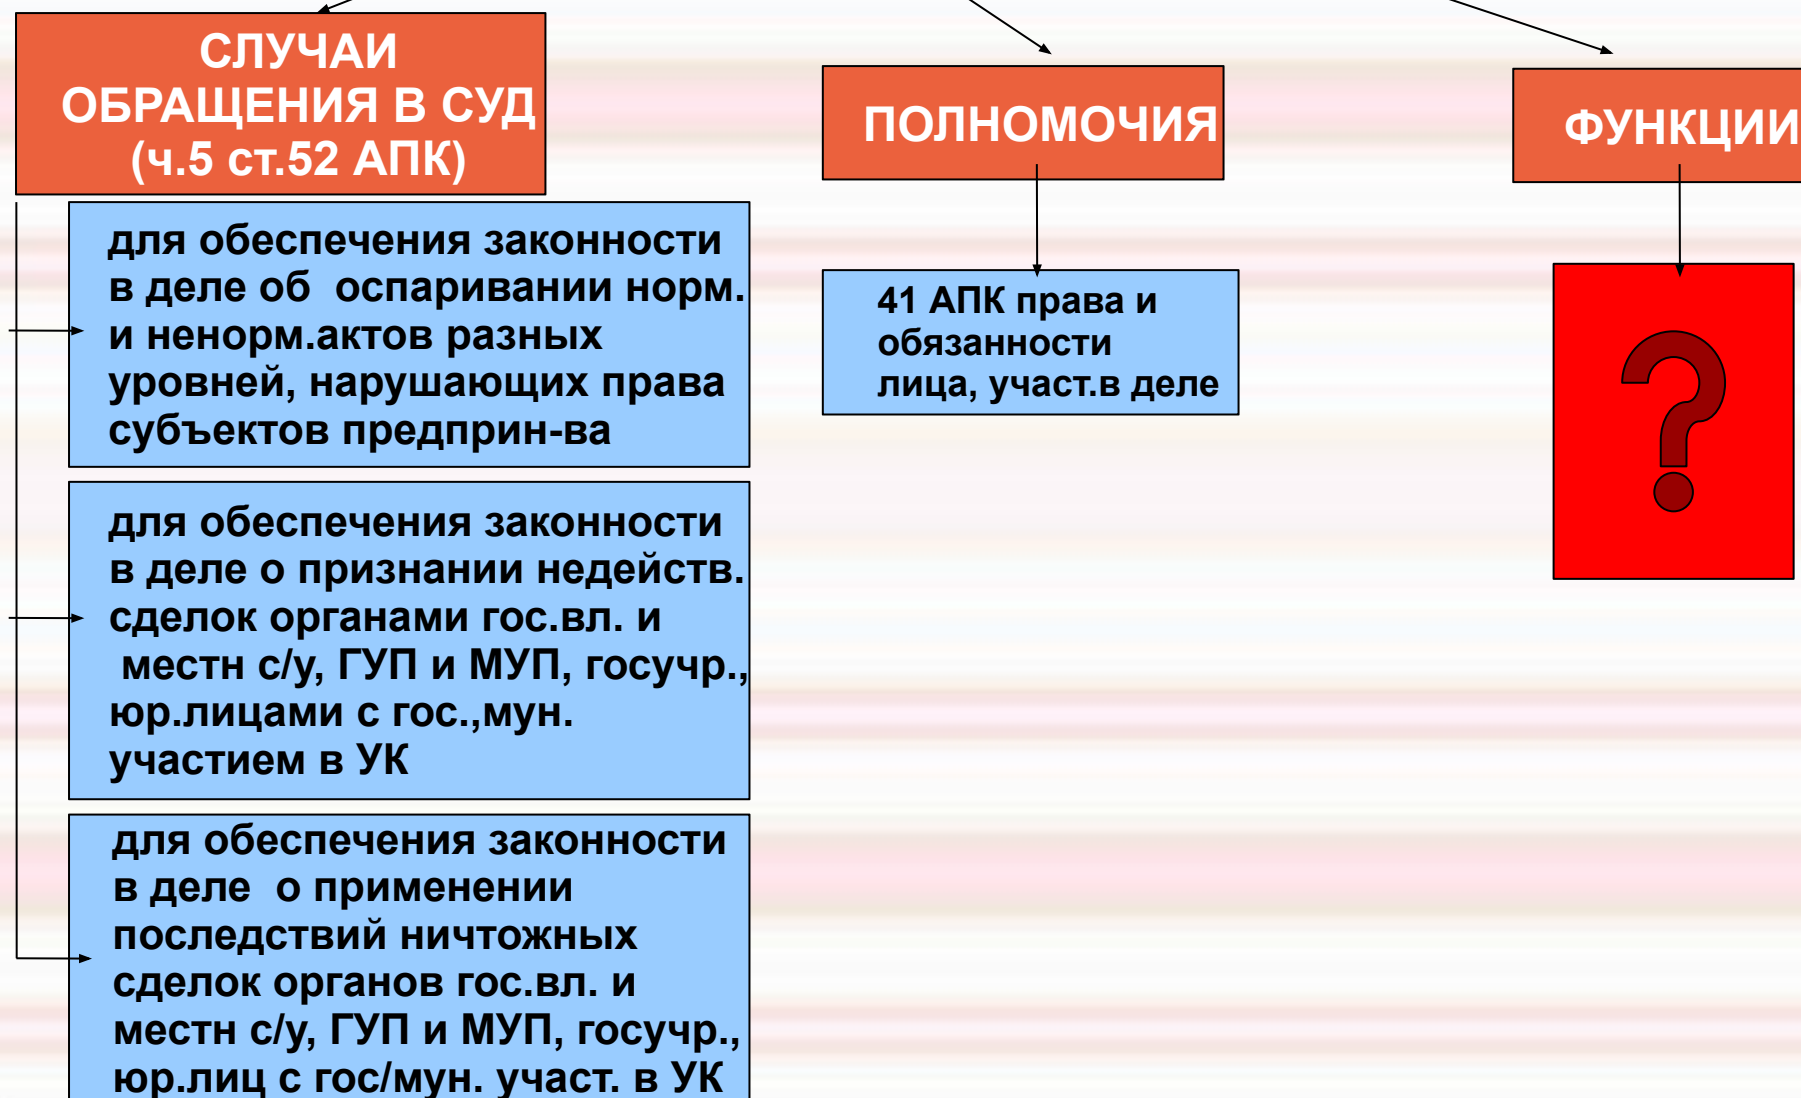 СЛУЧАИ
ОБРАЩЕНИЯ В СУД
(ч.5 ст.52 АПК)
для обеспечения законности
в деле об оспаривании норм.
и ненорм.актов разных
уровней, нарушающих права
субъектов предприн-ва
для обеспечения законности
в деле о признании недейств.
сделок органами гос.вл. и
местн с/у, ГУП и МУП, госучр.,
юр.лицами с гос.,мун.
участием в УК
для обеспечения законности
в деле о применении
последствий ничтожных
сделок органов гос.вл. и
местн с/у, ГУП и МУП, госучр.,
юр.лиц с гос/мун. участ. в УК
ПОЛНОМОЧИЯ
41 АПК права и
обязанности
лица, участ.в деле
ФУНКЦИИ
?